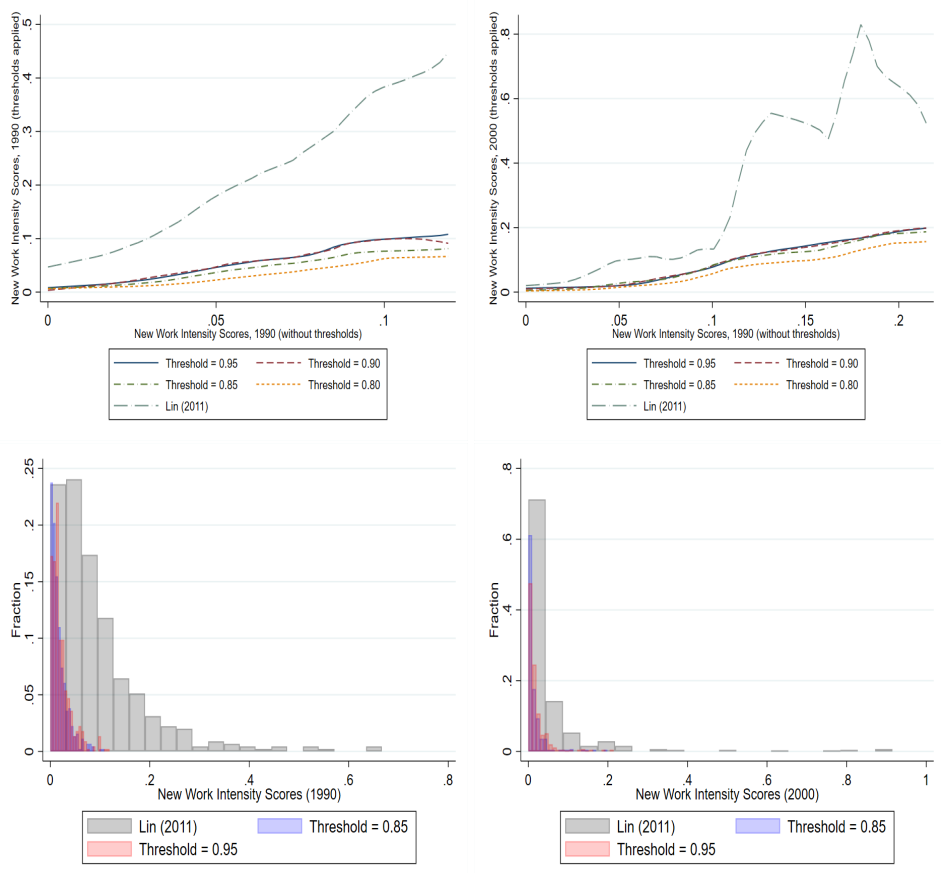 New Work Intensity Scores, 1990 (thresholds applied)
.5
.4
.3
.2
.1
0
0 .05 .1
New Work Intensity Scores, 1990 (without thresholds)
Threshold = 0.95 Threshold = 0.90
Threshold = 0.85 Threshold = 0.80
Lin (2011)
New Work Intensity Scores, 2000 (thresholds applied)
.8
.6
.4
.2
0
0 .05 .1 .15 .2
New Work Intensity Scores, 1990 (without thresholds)
Threshold = 0.95 Threshold = 0.90
Threshold = 0.85 Threshold = 0.80
Lin (2011)
Fraction
.25
.2
.15
.1
.05
0
0 .2 .4 .6 .8
New Work Intensity Scores (1990)
Lin (2011) Threshold = 0.85
Threshold = 0.95
Fraction
.8
.6
.4
.2
0
0 .2 .4 .6 .8 1
New Work Intensity Scores (2000)
Lin (2011) Threshold = 0.85
Threshold = 0.95